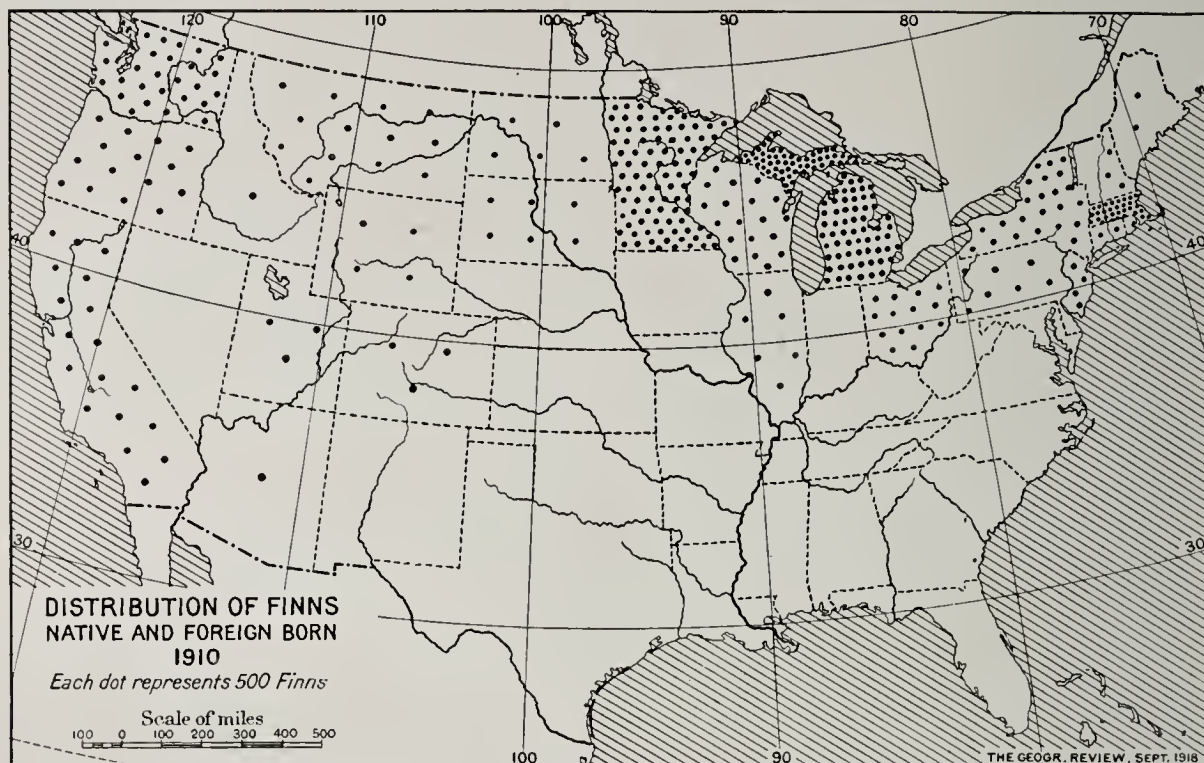 120
110
100
90
80
70
40
40
30
30
DISTRIBUTION OF FINNS
NATIVE AND FOREIGN BORN
1910
Each dot represents 500 Finns
Scale of miles
100 0 100 200 300 400 500
100
90
THE GEOGR. REVIEW, SEPT. 1918